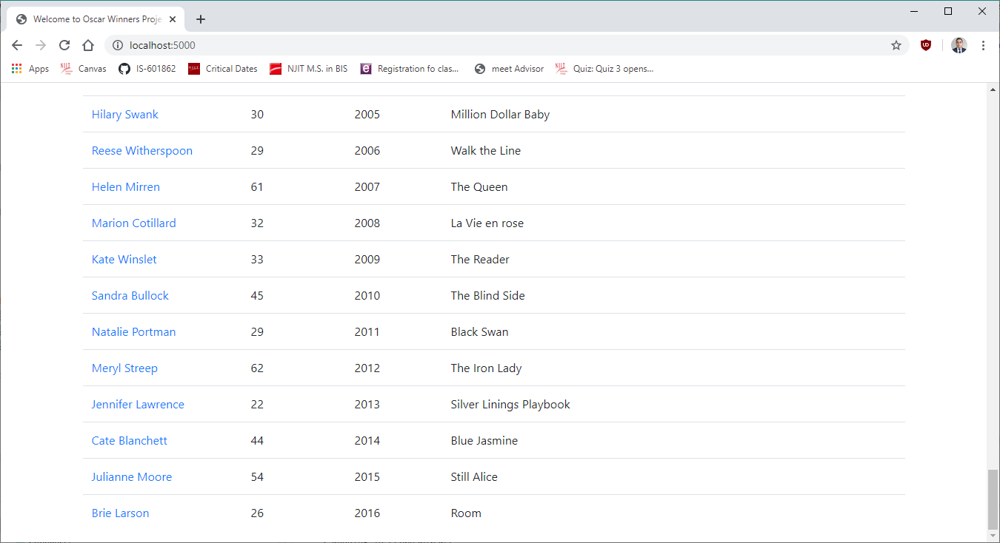 Welcome to Oscar Winners Proje
localhost:5000
Apps Canvas IS-601862 Critical Dates NJIT M.S. in BIS Registration fo clas... meet Advisor Quiz: Quiz 3 opens...
Hilary Swank 30 2005 Million Dollar Baby
Reese Witherspoon 29 2006 Walk the Line
Helen Mirren 61 2007 The Queen
Marion Cotillard 32 2008 La Vie en rose
Kate Winslet 33 2009 The Reader
Sandra Bullock 45 2010 The Blind Side
Natalie Portman 29 2011 Black Swan
Meryl Streep 62 2012 The Iron Lady
Jennifer Lawrence 22 2013 Silver Linings Playbook
Cate Blanchett 44 2014 Blue Jasmine
Julianne Moore 54 2015 Still Alice
Brie Larson 26 2016 Room